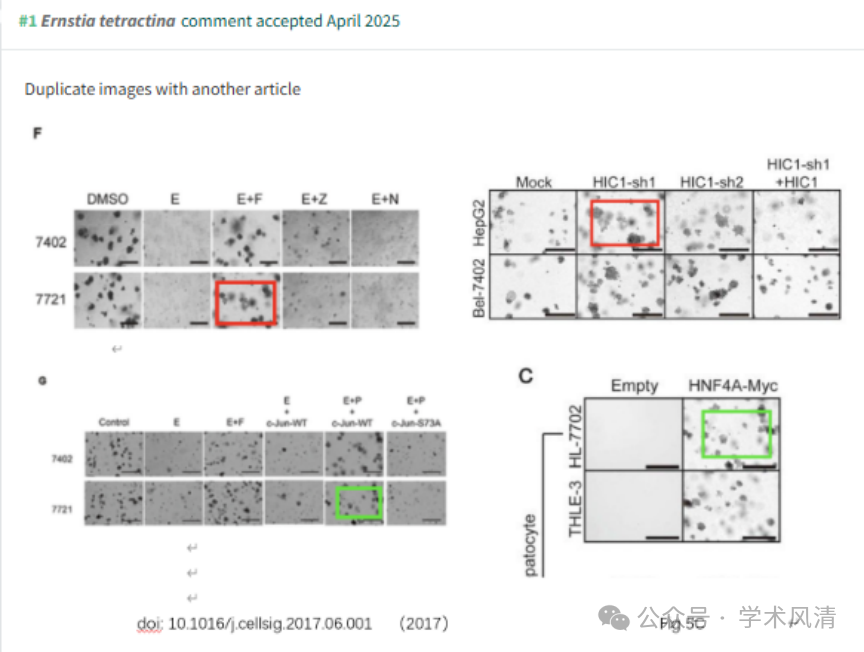 #1 Ernstia tetractina comment accepted April 2025
Duplicate images with another article
F
DMSO E E+F E+Z E+N
7402
7721
Mock HIC1-sh1 HIC1-sh2 HIC1-sh1 +HIC1
HepG2
Bel-7402
G
Control E E+F E + c-Jun-WT E+P + c-Jun-WT E+P + c-Jun-S73A
7402
7721
C
Empty HNF4A-Myc
HL-7702
THLE-3
patocyte
doi: 10.1016/j.cellsig.2017.06.001 （2017）
公众号 · 学术风清